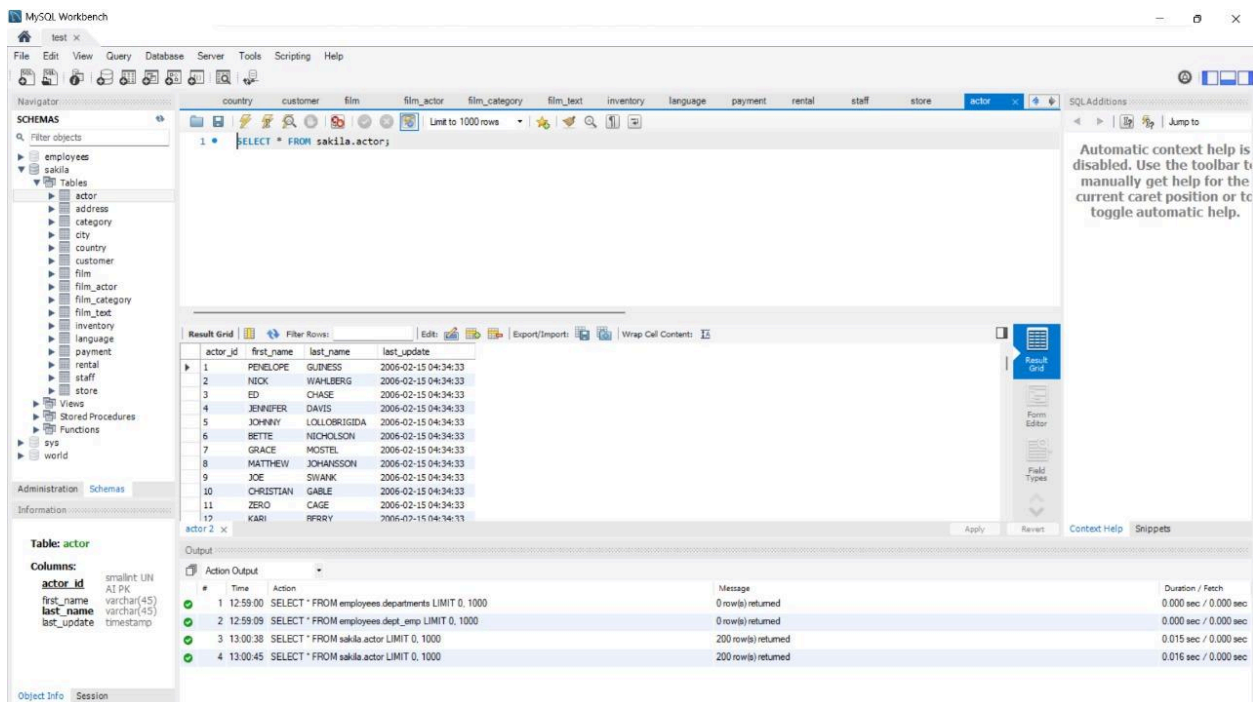 MySQL Workbench
test
File Edit View Query Database Server Tools Scripting Help
Navigator
SCHEMAS
Filter objects
employees
sakila
Tables
actor
address
category
city
country
customer
film
film_actor
film_category
film_text
inventory
language
payment
rental
staff
store
Views
Stored Procedures
Functions
sys
world
Administration Schemas
Information
Table: actor
Columns:
actor_id smallint UN AI PK
first_name varchar(45)
last_name varchar(45)
last_update timestamp
Object Info Session
country customer film film_actor film_category film_text inventory language payment rental staff store actor
Limit to 1000 rows
1 SELECT * FROM sakila.actor;
Result Grid Filter Rows: Edit: Export/Import: Wrap Cell Content:
actor_id first_name last_name last_update
1 PENELOPE GUINESS 2006-02-15 04:34:33
2 NICK WAHLBERG 2006-02-15 04:34:33
3 ED CHASE 2006-02-15 04:34:33
4 JENNIFER DAVIS 2006-02-15 04:34:33
5 JOHNNY LOLLOBRIGIDA 2006-02-15 04:34:33
6 BETTE NICHOLSON 2006-02-15 04:34:33
7 GRACE MOSTEL 2006-02-15 04:34:33
8 MATTHEW JOHANSSON 2006-02-15 04:34:33
9 JOE SWANK 2006-02-15 04:34:33
10 CHRISTIAN GABLE 2006-02-15 04:34:33
11 ZERO CAGE 2006-02-15 04:34:33
12 KARL BERRY 2006-02-15 04:34:33
Result Grid
Form Editor
Field Types
actor 2 Apply Revert
SQLAdditions
Jump to
Automatic context help is
disabled. Use the toolbar to
manually get help for the
current caret position or to
toggle automatic help.
Context Help Snippets
Output
Action Output
# Time Action Message Duration / Fetch
1 12:59:00 SELECT * FROM employees.departments LIMIT 0, 1000 0 row(s) returned 0.000 sec / 0.000 sec
2 12:59:09 SELECT * FROM employees.dept_emp LIMIT 0, 1000 0 row(s) returned 0.000 sec / 0.000 sec
3 13:00:38 SELECT * FROM sakila.actor LIMIT 0, 1000 200 row(s) returned 0.015 sec / 0.000 sec
4 13:00:45 SELECT * FROM sakila.actor LIMIT 0, 1000 200 row(s) returned 0.016 sec / 0.000 sec